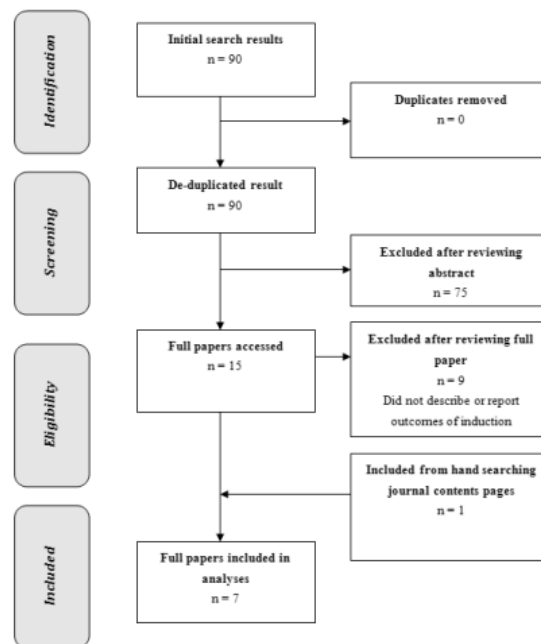 Identification
Initial search results
n = 90
Duplicates removed
n = 0
Screening
De-duplicated result
n = 90
Excluded after reviewing
abstract
n = 75
Eligibility
Full papers accessed
n = 15
Excluded after reviewing full
paper
n = 9
Did not describe or report
outcomes of induction
Included from hand searching
journal contents pages
n = 1
Included
Full papers included in
analyses
n = 7